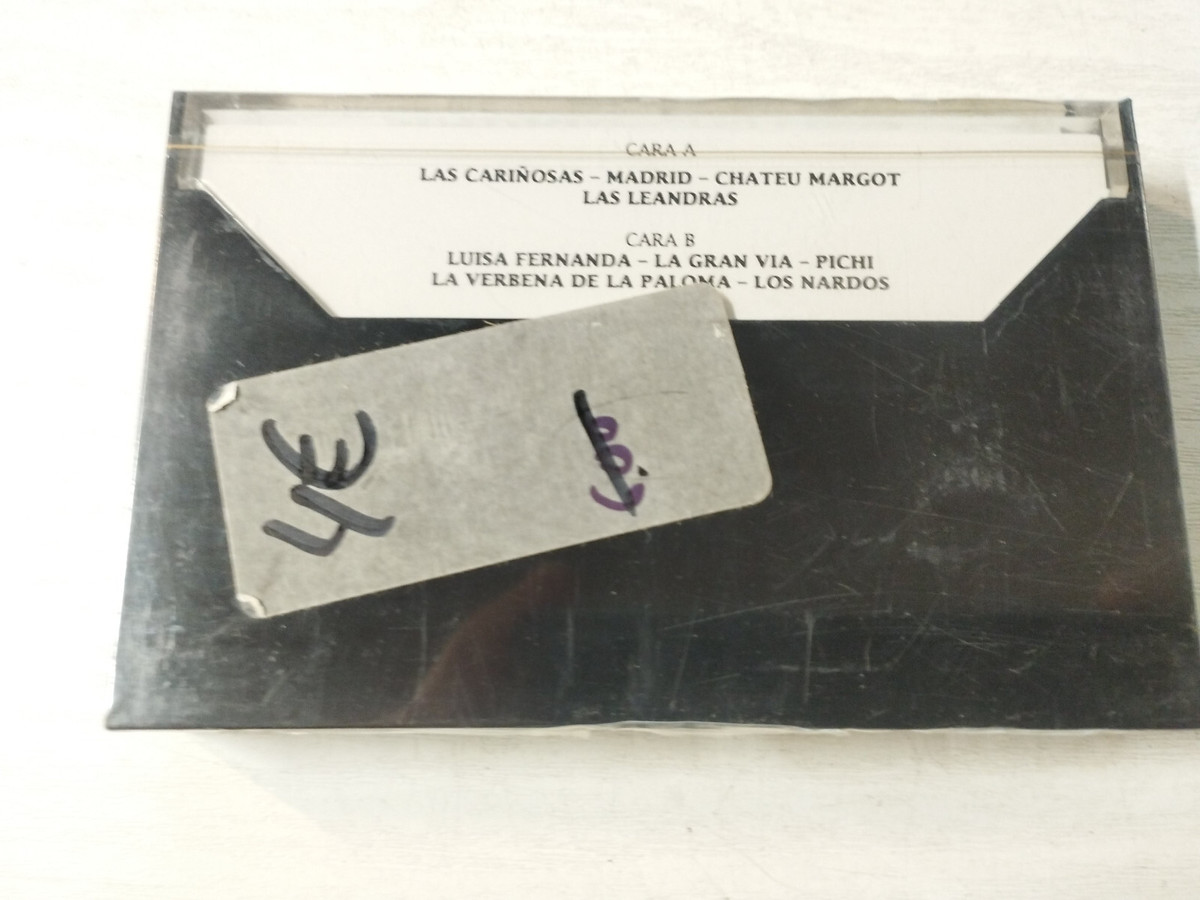 CARA A
LAS CARIÑOSAS – MADRID – CHATEU MARGOT
LAS LEANDRAS
CARA B
LUISA FERNANDA – LA GRAN VIA – PICHI
LA VERBENA DE LA PALOMA – LOS NARDOS
4€